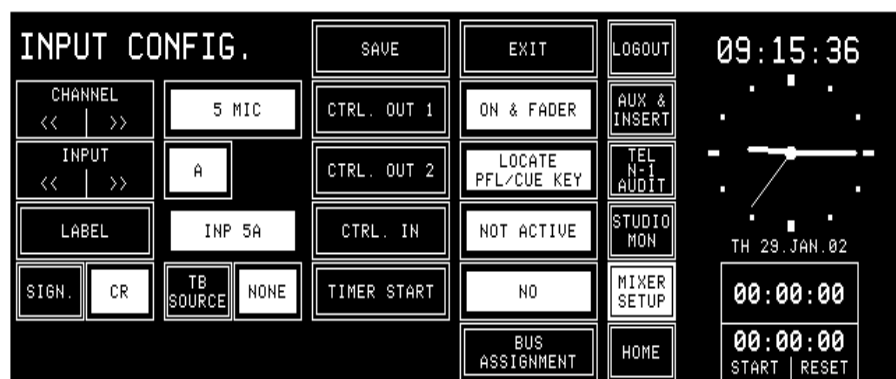 INPUT CONFIG.
SAVE
EXIT
LOGOUT
09:15:36
CHANNEL
<< | >>
5 MIC
CTRL. OUT 1
ON & FADER
AUX &
INSERT
INPUT
<< | >>
A
CTRL. OUT 2
LOCATE
PFL/CUE KEY
TEL
N-1
AUDIT
LABEL
INP 5A
CTRL. IN
NOT ACTIVE
STUDIO
MON
TH 29.JAN.02
SIGN.
CR
TB
SOURCE
NONE
TIMER START
NO
MIXER
SETUP
00:00:00
BUS
ASSIGNMENT
HOME
00:00:00
START | RESET